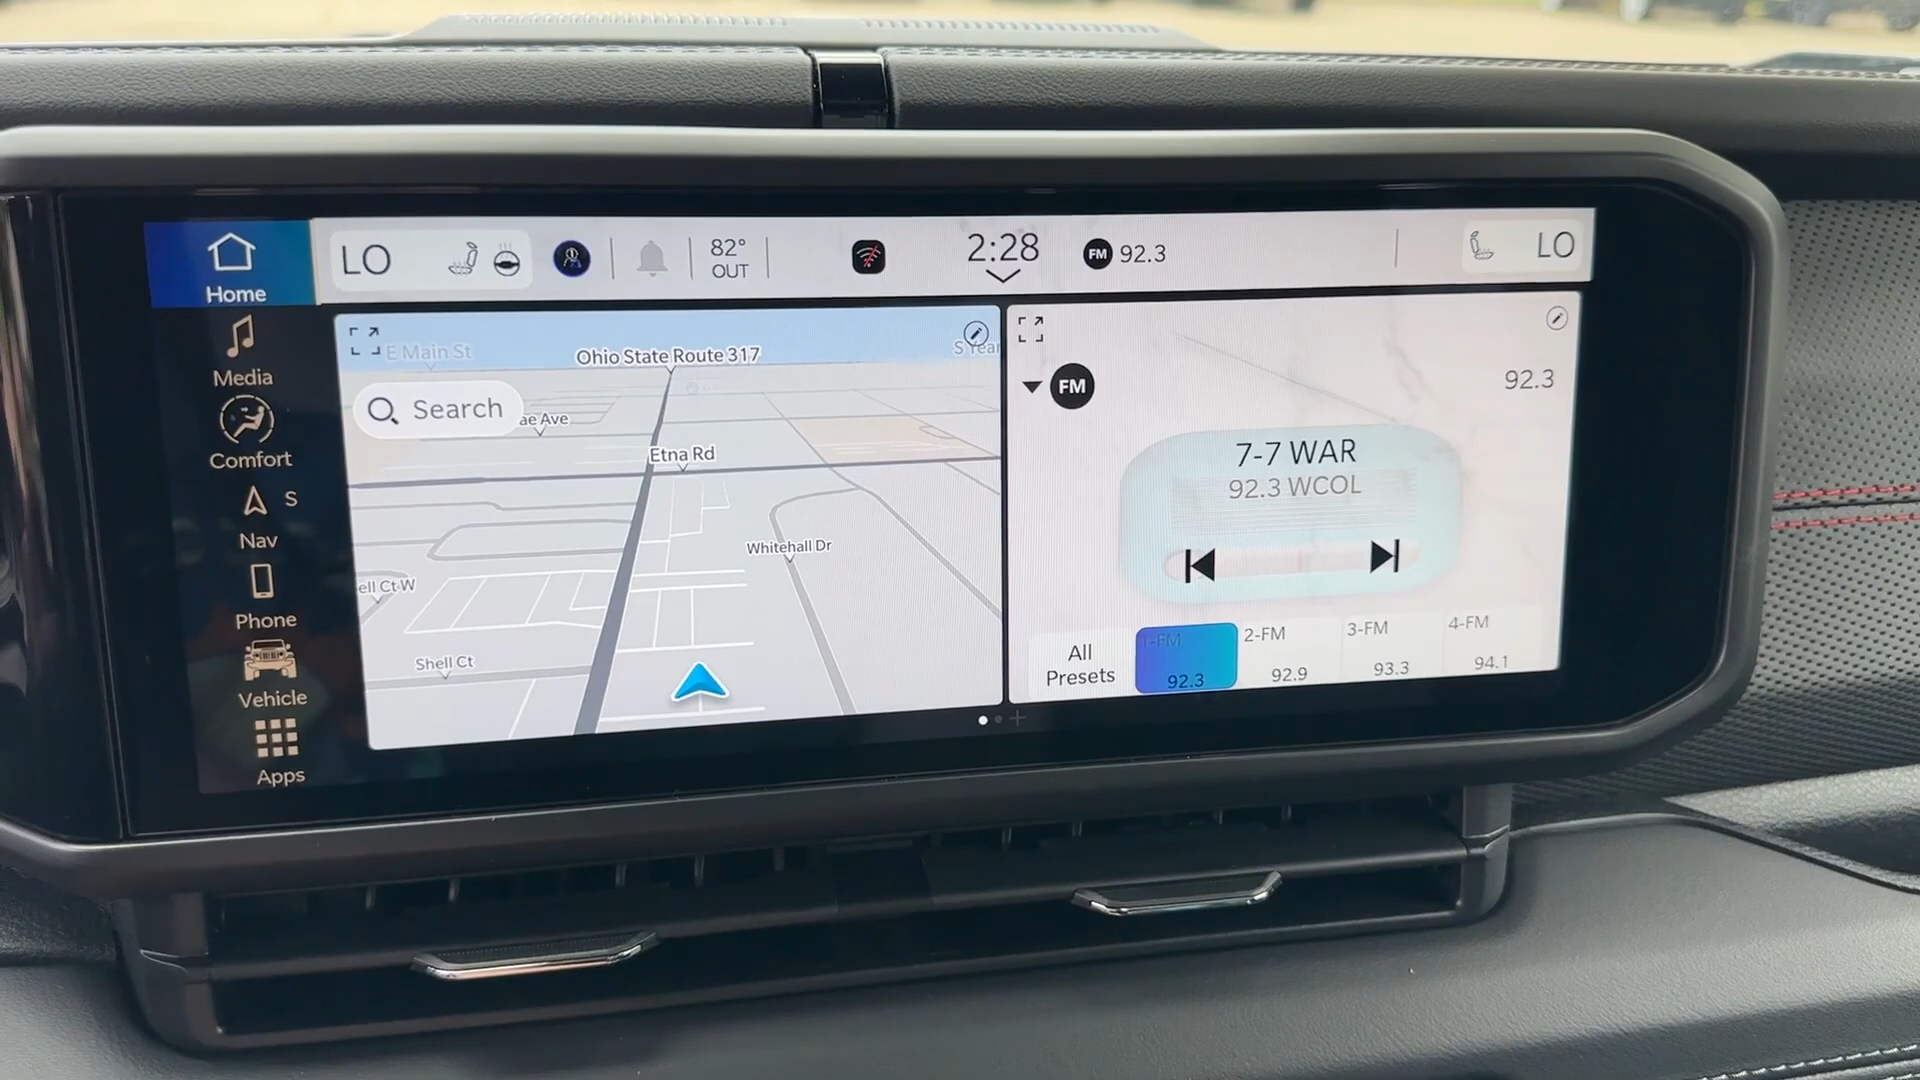 Home
LO
82°
OUT
2:28
FM 92.3
LO
Media
Comfort
S
Nav
Phone
Vehicle
Apps
E Main St
Ohio State Route 317
Search
ae Ave
Etna Rd
Whitehall Dr
ell Ct W
Shell Ct
FM
92.3
7-7 WAR
92.3 WCOL
All
Presets
1-FM
92.3
2-FM
92.9
3-FM
93.3
4-FM
94.1